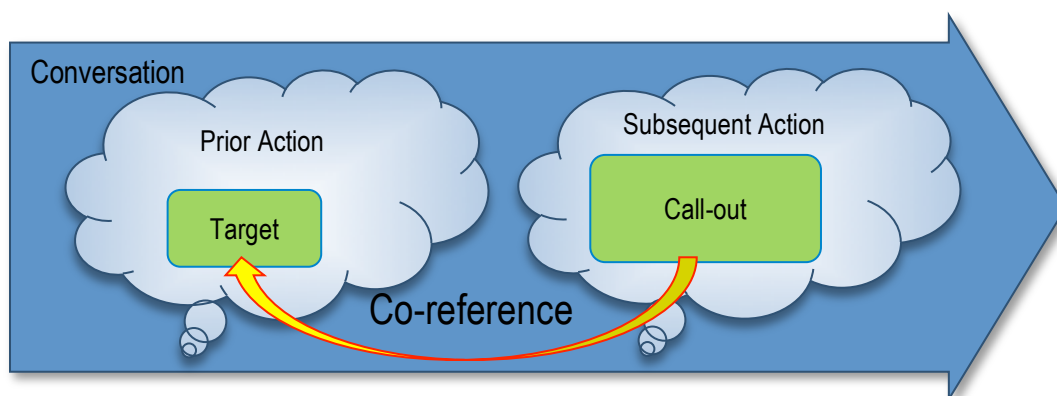 Conversation
Prior Action
Subsequent Action
Target
Call-out
Co-reference